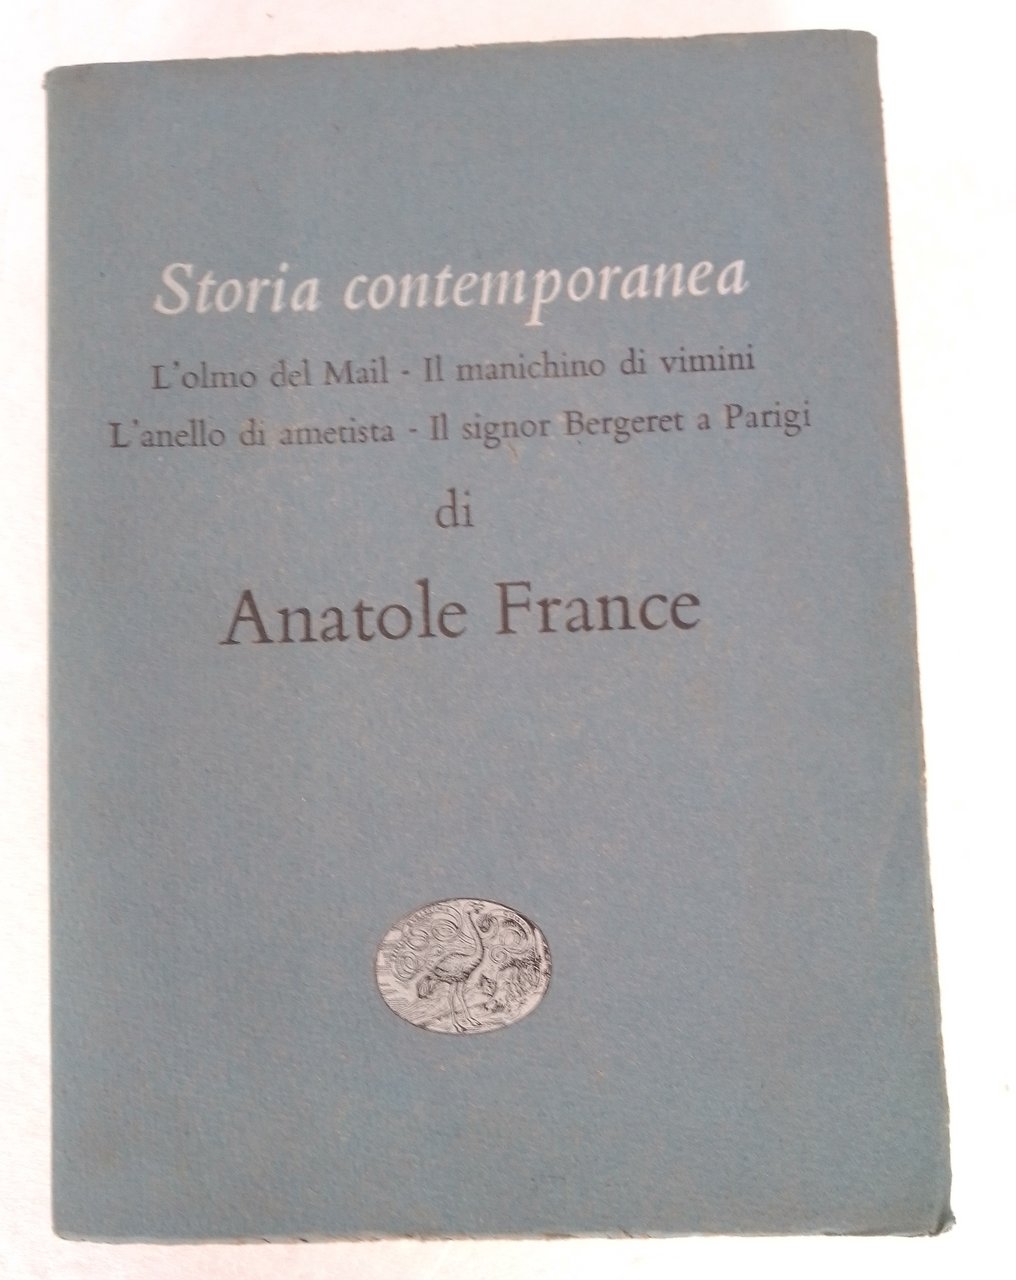 Storia contemporanea
L'olmo del Mail - Il manichino di vimini
L'anello di ametista - Il signor Bergeret a Parigi
di
Anatole France